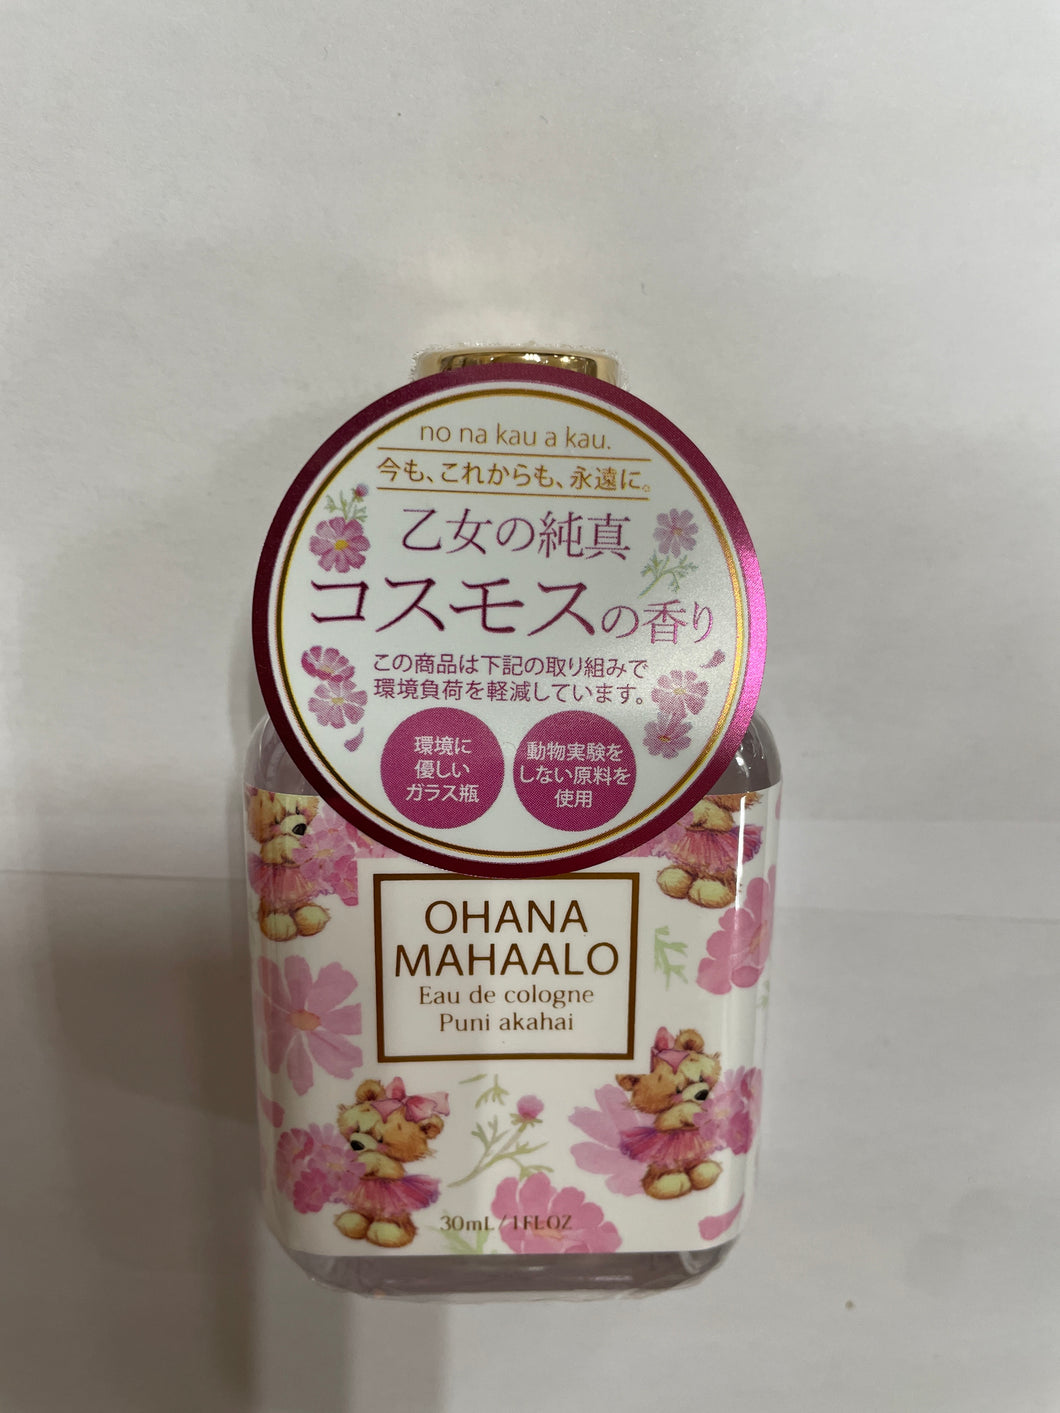 no na kau a kau.
今も、これからも、永遠に。
乙女の純真
コスモスの香り
この商品は下記の取り組みで
環境負荷を軽減しています。
環境に
優しい
ガラス瓶
動物実験を
しない原料を
使用
OHANA
MAHAALO
Eau de cologne
Puni akahai
30mL / 1FLOZ